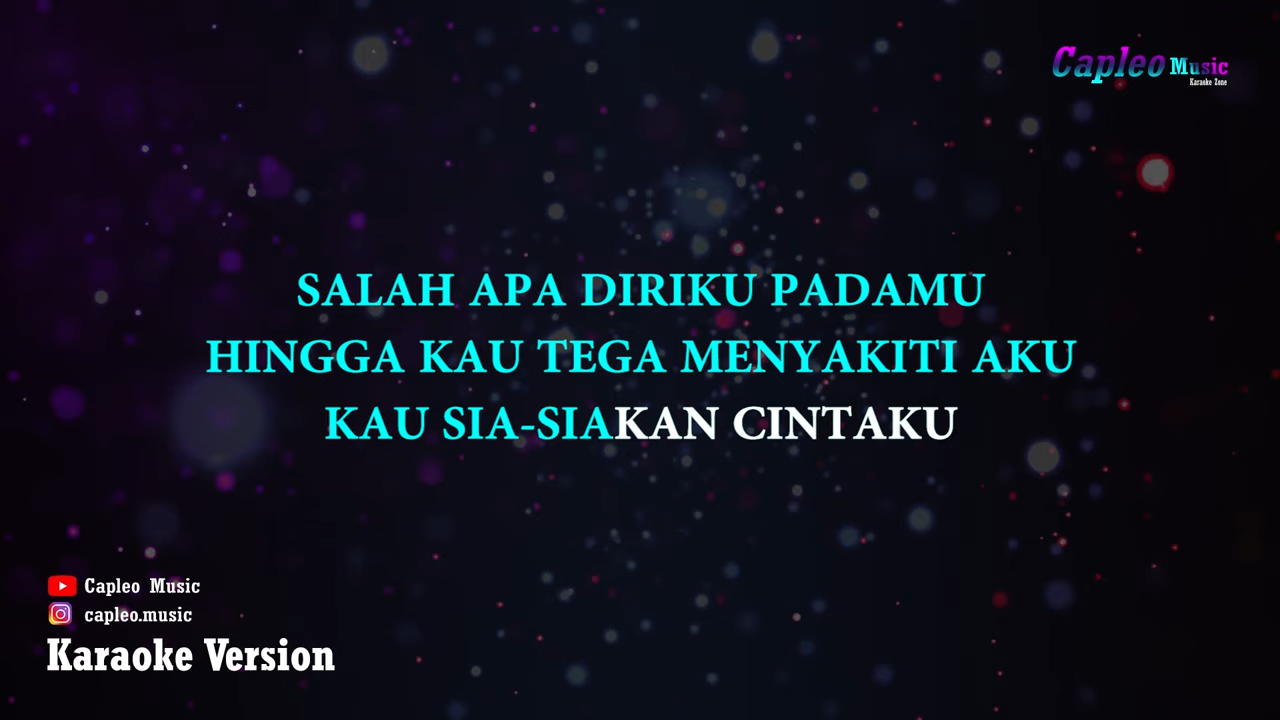 Capleo Music
Karaoke Zone
SALAH APA DIRIKU PADAMU
HINGGA KAU TEGA MENYAKITI AKU
KAU SIA-SIAKAN CINTAKU
Capleo Music
capleo.music
Karaoke Version